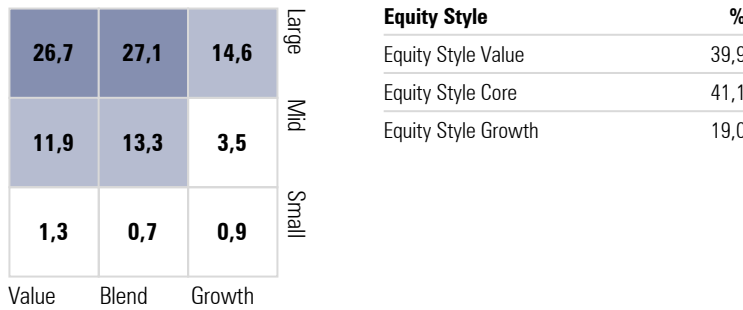 26,7 27,1 14,6 Large
11,9 13,3 3,5 Mid
1,3 0,7 0,9 Small
Value Blend Growth
Equity Style %
Equity Style Value 39,9
Equity Style Core 41,1
Equity Style Growth 19,0